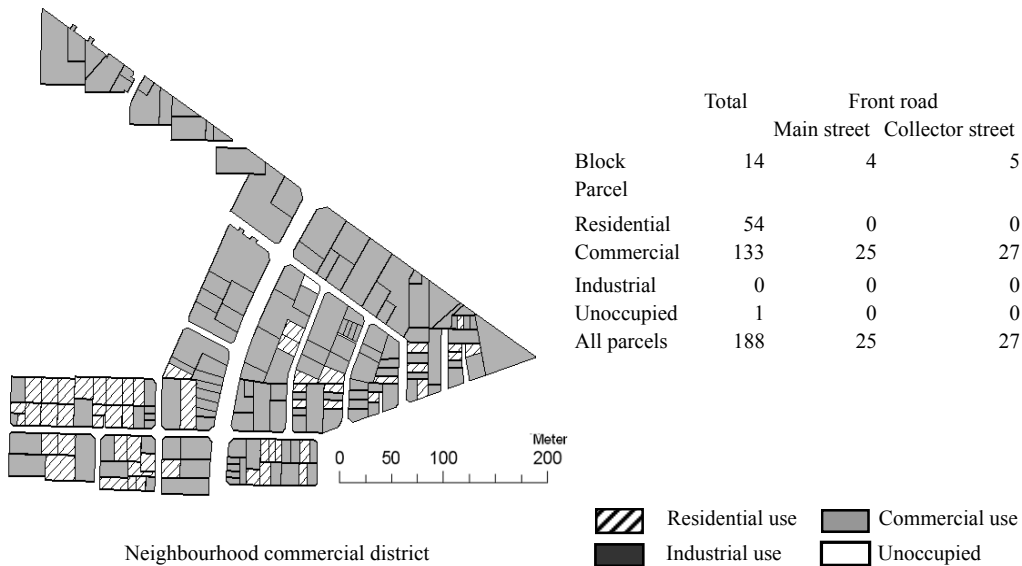 Total Front road
Main street Collector street
Block 14 4 5
Parcel
Residential 54 0 0
Commercial 133 25 27
Industrial 0 0 0
Unoccupied 1 0 0
All parcels 188 25 27
Meter
0 50 100 200
Residential use Commercial use
Industrial use Unoccupied
Neighbourhood commercial district